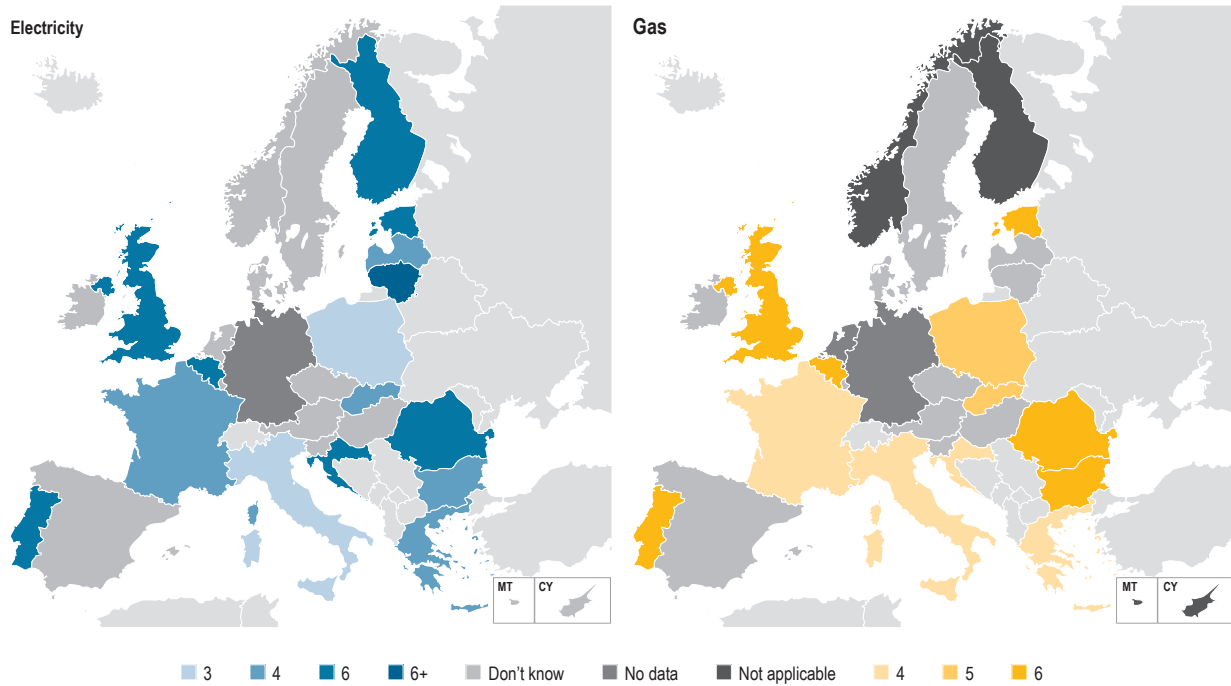 Electricity
Gas
MT CY
MT CY
3 4 6 6+ Don't know No data Not applicable 4 5 6